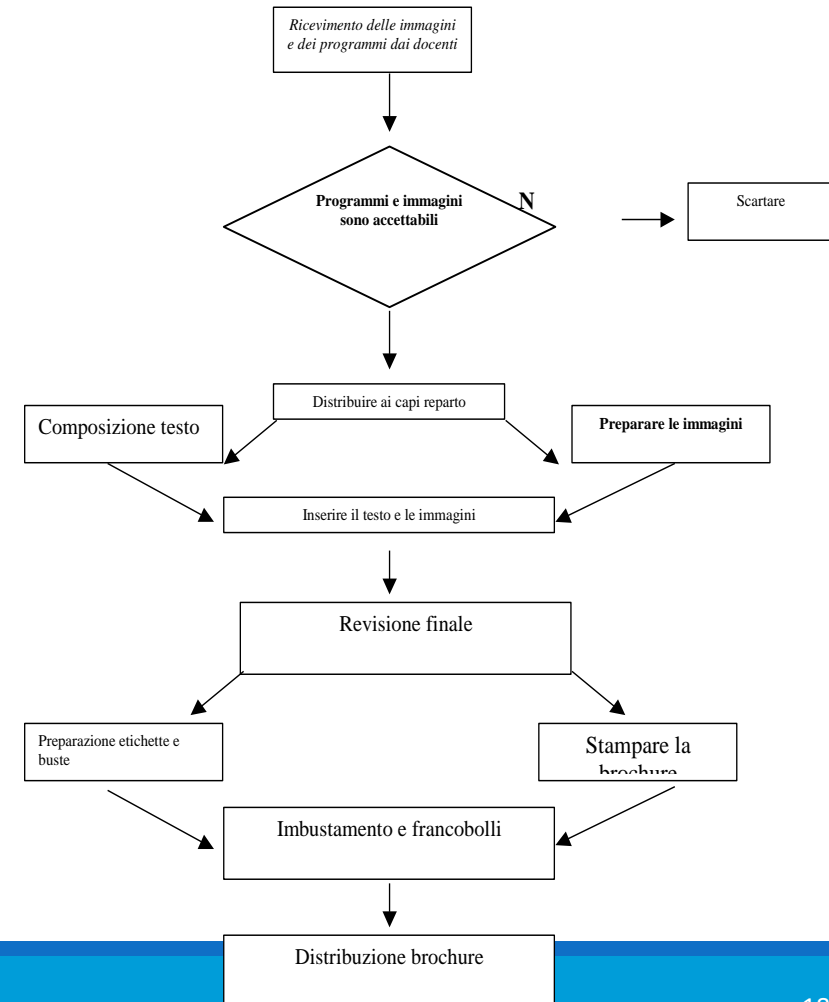 Ricevimento delle immagini
e dei programmi dai docenti
Programmi e immagini
sono accettabili
N
Scartare
Distribuire ai capi reparto
Composizione testo
Preparare le immagini
Inserire il testo e le immagini
Revisione finale
Preparazione etichette e
buste
Stampare la
brochure
Imbustamento e francobolli
Distribuzione brochure